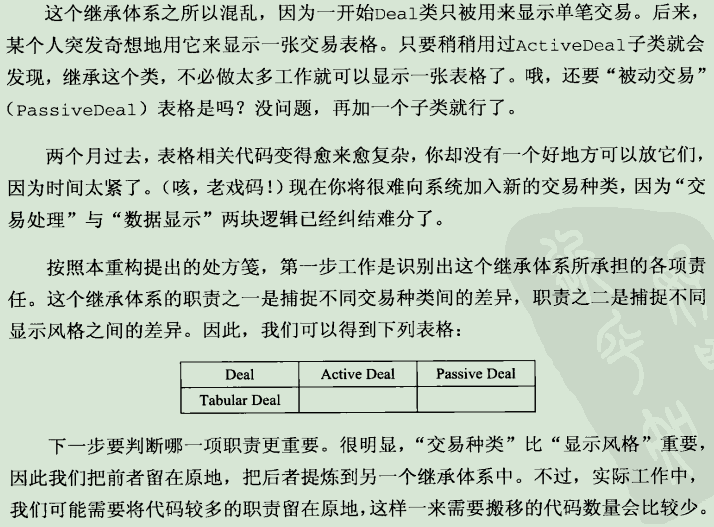 这个继承体系之所以混乱，因为一开始Deal类只被用来显示单笔交易。后来，
某个人突发奇想地用它来显示一张交易表格。只要稍稍用过ActiveDeal子类就会
发现，继承这个类，不必做太多工作就可以显示一张表格了。哦，还要“被动交易”
（PassiveDeal）表格是吗？没问题，再加一个子类就行了。
两个月过去，表格相关代码变得愈来愈复杂，你却没有一个好地方可以放它们，
因为时间太紧了。（咳，老戏码！）现在你将很难向系统加入新的交易种类，因为“交
易处理”与“数据显示”两块逻辑已经纠结难分了。
按照本重构提出的处方笺，第一步工作是识别出这个继承体系所承担的各项责
任。这个继承体系的职责之一是捕捉不同交易种类间的差异，职责之二是捕捉不同
显示风格之间的差异。因此，我们可以得到下列表格：
Deal Active Deal Passive Deal
Tabular Deal
下一步要判断哪一项职责更重要。很明显，“交易种类”比“显示风格”重要，
因此我们把前者留在原地，把后者提炼到另一个继承体系中。不过，实际工作中，
我们可能需要将代码较多的职责留在原地，这样一来需要搬移的代码数量会比较少。